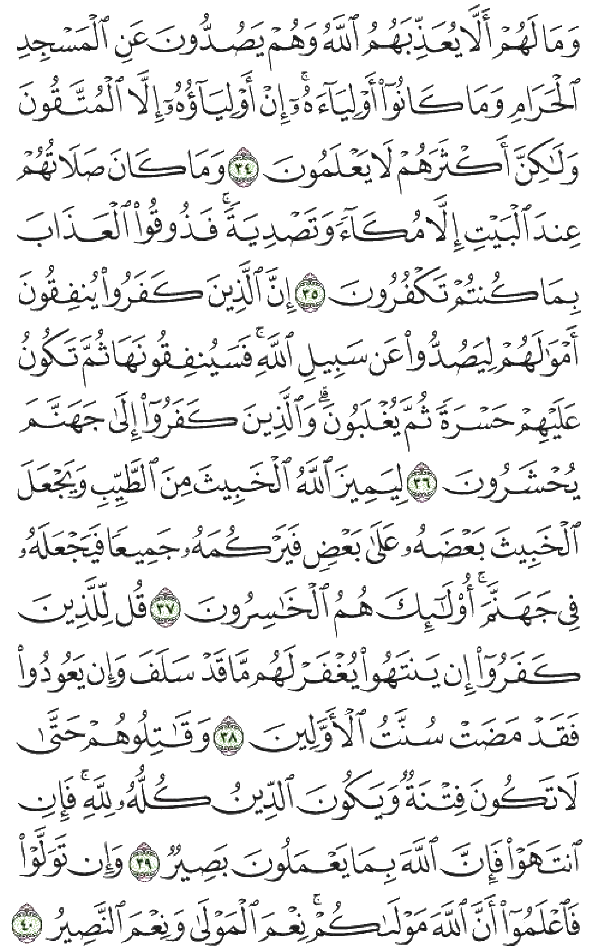 وَمَا لَهُمْ أَلَّا يُعَذِّبَهُمُ ٱللَّهُ وَهُمْ يَصُدُّونَ عَنِ ٱلْمَسْجِدِ
ٱلْحَرَامِ وَمَا كَانُوٓا۟ أَوْلِيَآءَهُۥٓ ۚ إِنْ أَوْلِيَآؤُهُۥٓ إِلَّا ٱلْمُتَّقُونَ
وَلَٰكِنَّ أَكْثَرَهُمْ لَا يَعْلَمُونَ ٣٤ وَمَا كَانَ صَلَاتُهُمْ
عِندَ ٱلْبَيْتِ إِلَّا مُكَآءً وَتَصْدِيَةً ۚ فَذُوقُوا۟ ٱلْعَذَابَ
بِمَا كُنتُمْ تَكْفُرُونَ ٣٥ إِنَّ ٱلَّذِينَ كَفَرُوا۟ يُنفِقُونَ
أَمْوَٰلَهُمْ لِيَصُدُّوا۟ عَن سَبِيلِ ٱللَّهِ ۚ فَسَيُنفِقُونَهَا ثُمَّ تَكُونُ
عَلَيْهِمْ حَسْرَةً ثُمَّ يُغْلَبُونَ ۗ وَٱلَّذِينَ كَفَرُوٓا۟ إِلَىٰ جَهَنَّمَ
يُحْشَرُونَ ٣٦ لِيَمِيزَ ٱللَّهُ ٱلْخَبِيثَ مِنَ ٱلطَّيِّبِ وَيَجْعَلَ
ٱلْخَبِيثَ بَعْضَهُۥ عَلَىٰ بَعْضٍ فَيَرْكُمَهُۥ جَمِيعًا فَيَجْعَلَهُۥ
فِى جَهَنَّمَ ۚ أُو۟لَٰٓئِكَ هُمُ ٱلْخَٰسِرُونَ ٣٧ قُل لِّلَّذِينَ
كَفَرُوٓا۟ إِن يَنتَهُوا۟ يُغْفَرْ لَهُم مَّا قَدْ سَلَفَ وَإِن يَعُودُوا۟
فَقَدْ مَضَتْ سُنَّتُ ٱلْأَوَّلِينَ ٣٨ وَقَٰتِلُوهُمْ حَتَّىٰ
لَا تَكُونَ فِتْنَةٌ وَيَكُونَ ٱلدِّينُ كُلُّهُۥ لِلَّهِ ۚ فَإِنِ
ٱنتَهَوْا۟ فَإِنَّ ٱللَّهَ بِمَا يَعْمَلُونَ بَصِيرٌ ٣٩ وَإِن تَوَلَّوْا۟
فَٱعْلَمُوٓا۟ أَنَّ ٱللَّهَ مَوْلَىٰكُمْ ۚ نِعْمَ ٱلْمَوْلَىٰ وَنِعْمَ ٱلنَّصِيرُ ٤٠